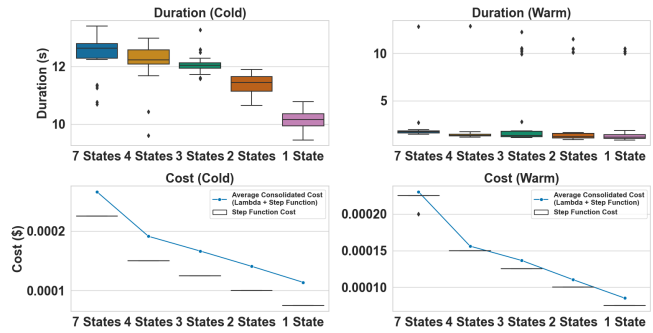 Duration (Cold)
Duration (Warm)
Duration (s)
12
10
10
5
7 States 4 States 3 States 2 States 1 State
7 States 4 States 3 States 2 States 1 State
Cost (Cold)
Cost (Warm)
Cost ($)
0.0002
0.0001
Average Consolidated Cost
(Lambda + Step Function)
Step Function Cost
0.00020
0.00015
0.00010
Average Consolidated Cost
(Lambda + Step Function)
Step Function Cost
7 States 4 States 3 States 2 States 1 State
7 States 4 States 3 States 2 States 1 State